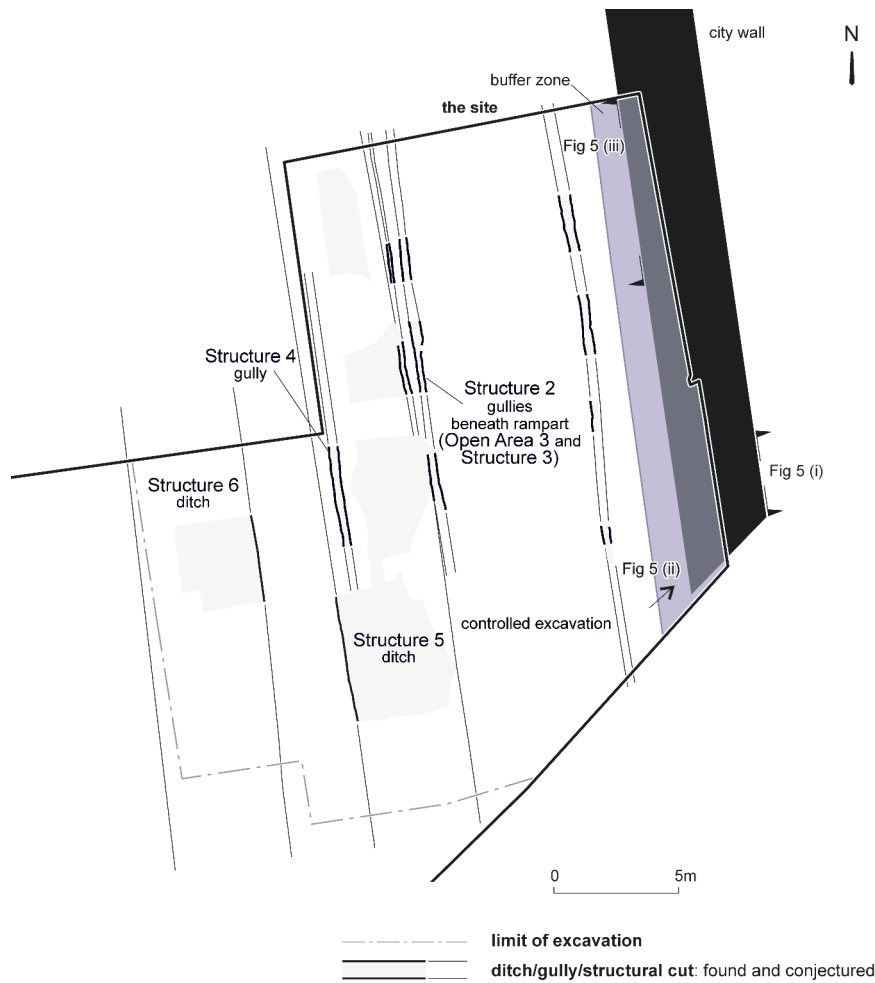 city wall
N
buffer zone
the site
Fig 5 (iii)
Structure 4
gully
Structure 2
gullies
beneath rampart
(Open Area 3 and
Structure 3)
Fig 5 (i)
Structure 6
ditch
Fig 5 (ii)
controlled excavation
Structure 5
ditch
0
5m
limit of excavation
ditch/gully/structural cut: found and conjectured